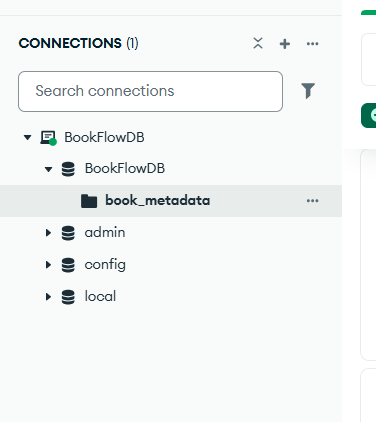 CONNECTIONS (1)
Search connections
BookFlowDB
BookFlowDB
book_metadata
admin
config
local